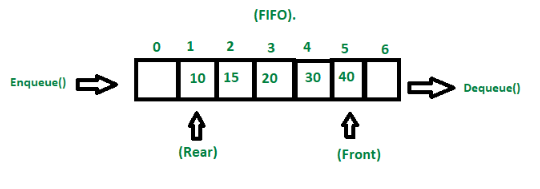 (FIFO).
0 1 2 3 4 5 6
Enqueue() 10 15 20 30 40 Dequeue()
(Rear) (Front)